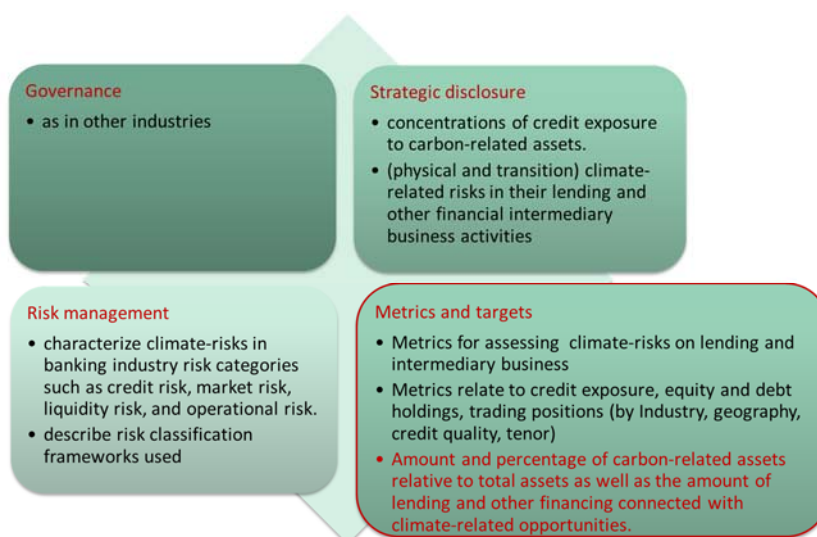 Governance
• as in other industries
Strategic disclosure
• concentrations of credit exposure
to carbon-related assets.
• (physical and transition) climate-
related risks in their lending and
other financial intermediary
business activities
Risk management
• characterize climate-risks in
banking industry risk categories
such as credit risk, market risk,
liquidity risk, and operational risk.
• describe risk classification
frameworks used
Metrics and targets
• Metrics for assessing climate-risks on lending and
intermediary business
• Metrics relate to credit exposure, equity and debt
holdings, trading positions (by Industry, geography,
credit quality, tenor)
• Amount and percentage of carbon-related assets
relative to total assets as well as the amount of
lending and other financing connected with
climate-related opportunities.